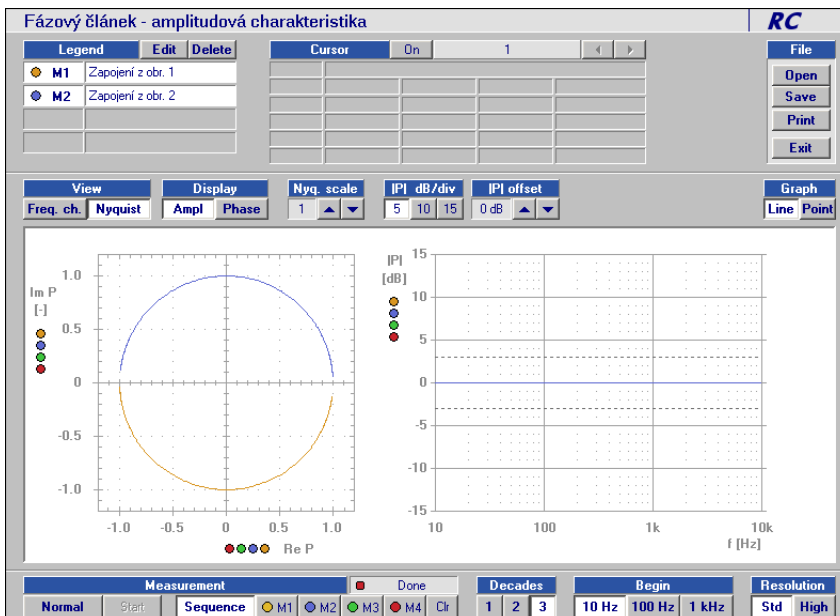 Fázový článek - amplitudová charakteristika RC
Legend Edit Delete Cursor On 1 File
M1 Zapojení z obr. 1 Open
M2 Zapojení z obr. 2 Save
Print
Exit
View Display Nyq. scale |P| dB/div |P| offset Graph
Freq. ch. Nyquist Ampl Phase 1 5 10 15 0 dB Line Point
Im P
[-]
1.0
0.5
0
-0.5
-1.0
-1.0 -0.5 0 0.5 1.0
Re P
|P|
[dB]
15
10
5
0
-5
-10
-15
10 100 1k 10k
f [Hz]
Measurement Done Decades Begin Resolution
Normal Start Sequence M1 M2 M3 M4 Clr 1 2 3 10 Hz 100 Hz 1 kHz Std High